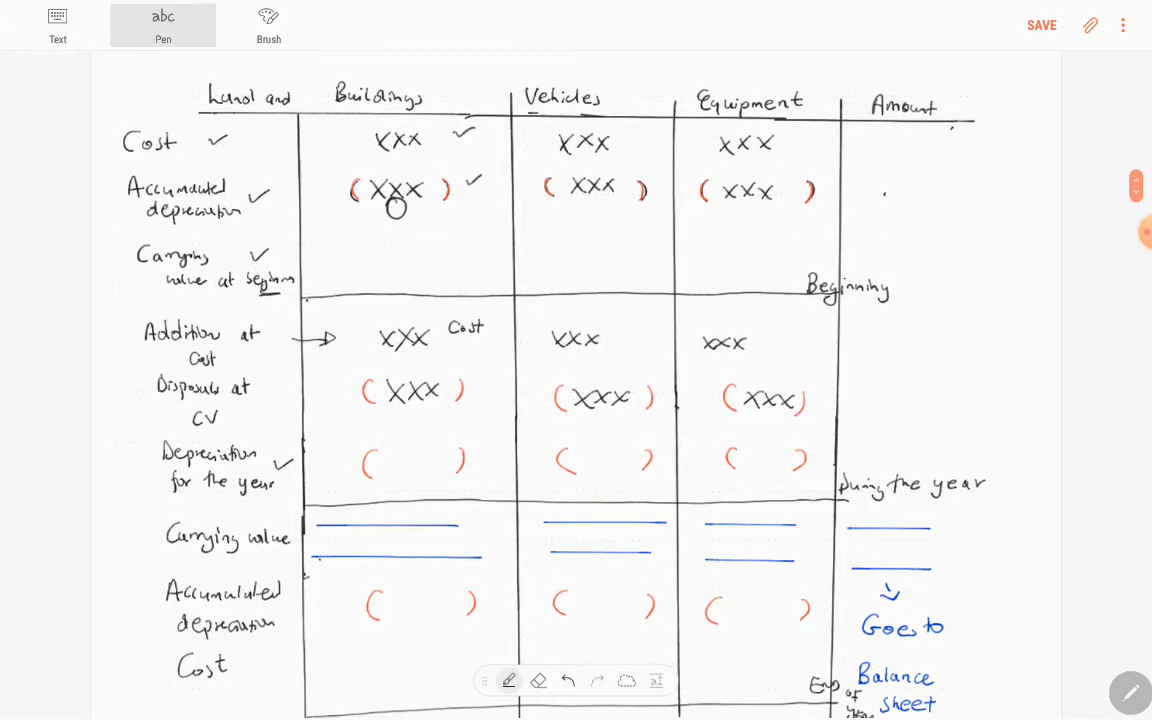 abc
SAVE
Text
Pen
Brush
Land and Buildings Vehicles Equipment Amount
Cost XXX XXX XXX
Accumulated
depreciation (XXX) (XXX) (XXX)
Carrying
value at
Beginning
Addition at XXX Cost XXX XXX
Cost
Disposals at (XXX) (XXX) (XXX)
CV
Depreciation
for the year ( ) ( ) ( )
During the year
Carrying value
Accumulated
depreciation ( ) ( ) ( )
Goes to
Cost
Balance
sheet
End
of